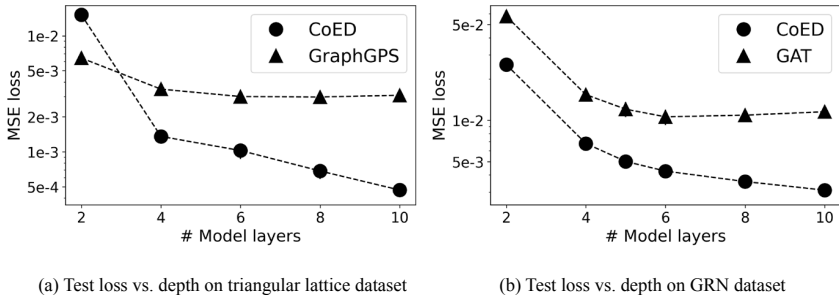 1e-2
5e-3
2e-3
1e-3
5e-4
MSE loss
CoED
GraphGPS
2 4 6 8 10
# Model layers
(a) Test loss vs. depth on triangular lattice dataset
5e-2
1e-2
5e-3
MSE loss
CoED
GAT
2 4 6 8 10
# Model layers
(b) Test loss vs. depth on GRN dataset